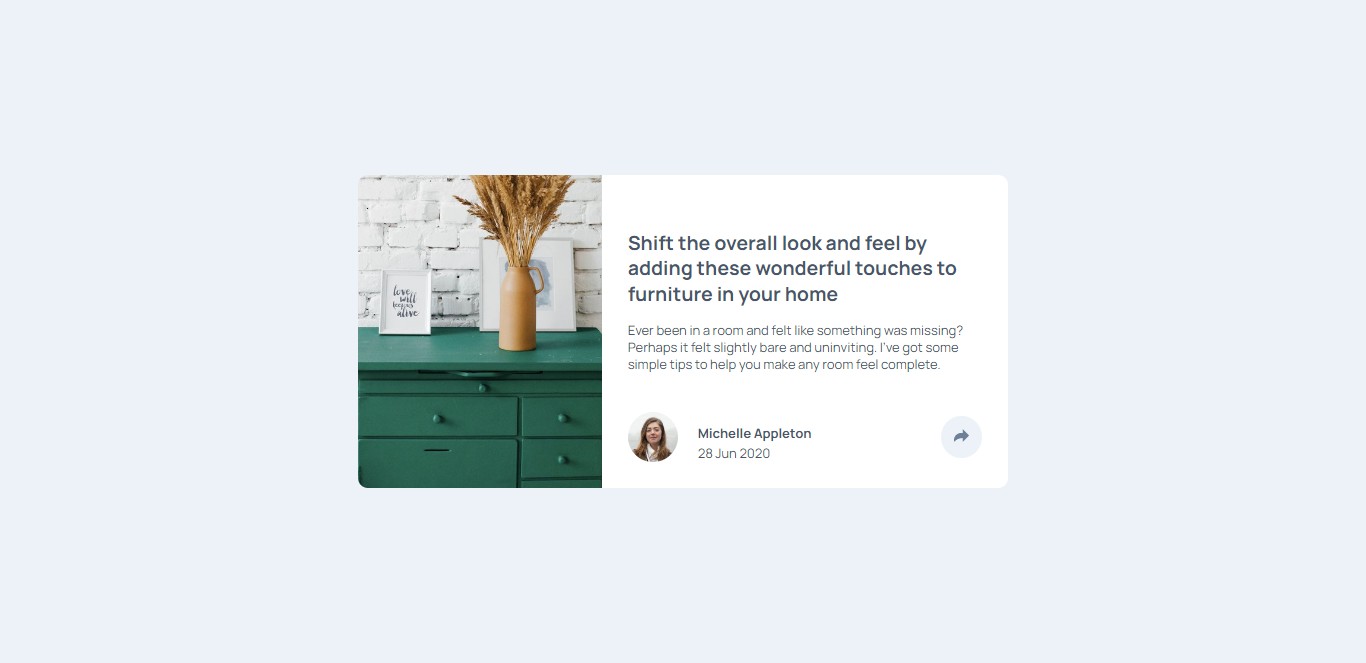 love
will
keep us
alive
Shift the overall look and feel by
adding these wonderful touches to
furniture in your home
Ever been in a room and felt like something was missing?
Perhaps it felt slightly bare and uninviting. I've got some
simple tips to help you make any room feel complete.
Michelle Appleton
28 Jun 2020